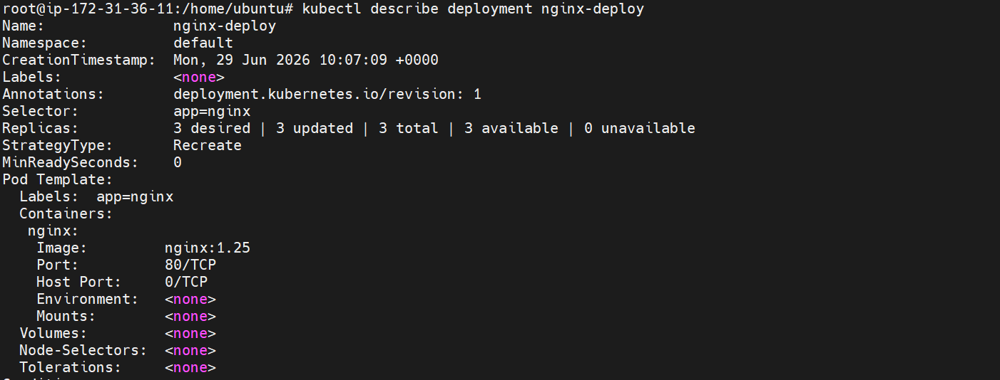 root@ip-172-31-36-11:/home/ubuntu# kubectl describe deployment nginx-deploy
Name:                   nginx-deploy
Namespace:              default
CreationTimestamp:      Mon, 29 Jun 2026 10:07:09 +0000
Labels:                 <none>
Annotations:            deployment.kubernetes.io/revision: 1
Selector:               app=nginx
Replicas:               3 desired | 3 updated | 3 total | 3 available | 0 unavailable
StrategyType:           Recreate
MinReadySeconds:        0
Pod Template:
  Labels:  app=nginx
  Containers:
   nginx:
    Image:         nginx:1.25
    Port:          80/TCP
    Host Port:     0/TCP
    Environment:   <none>
    Mounts:        <none>
  Volumes:         <none>
  Node-Selectors:  <none>
  Tolerations:     <none>